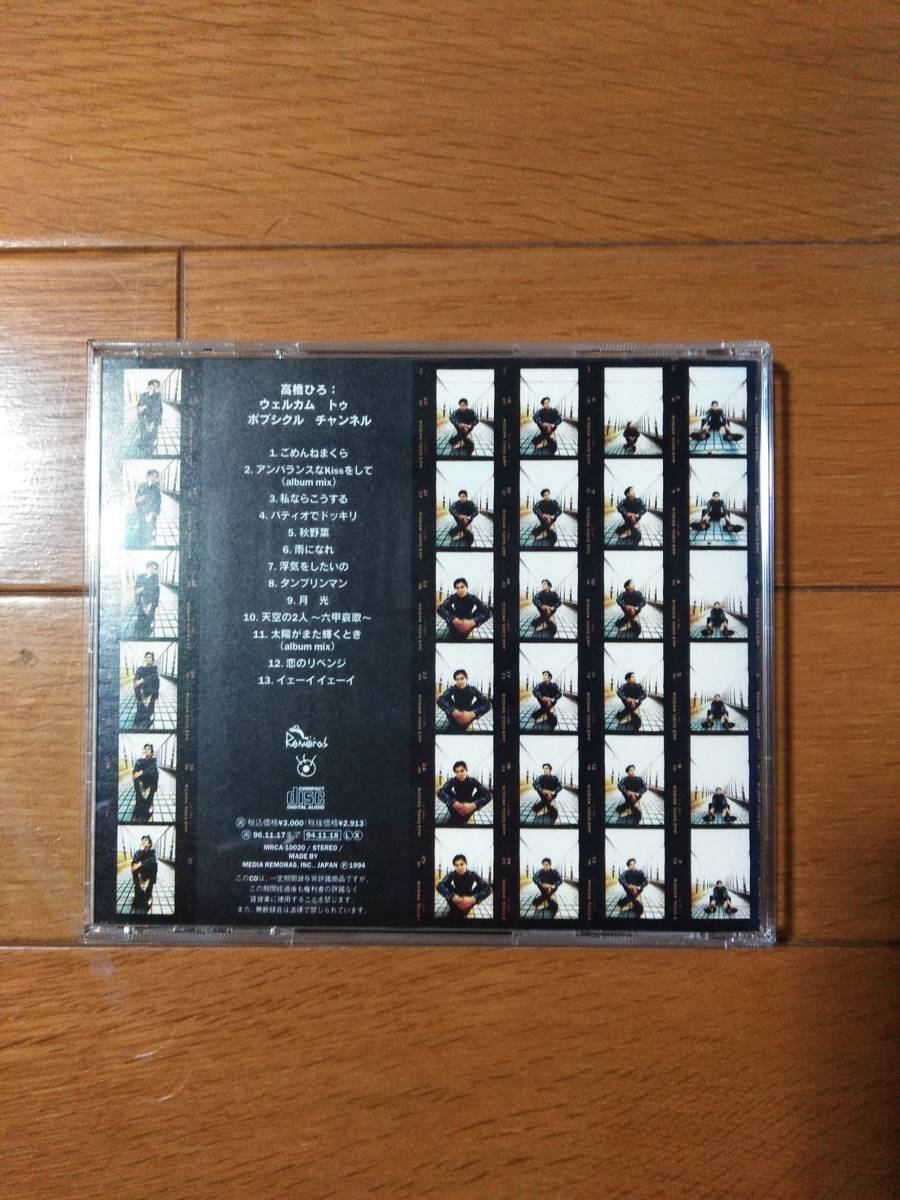 高橋ひろ：
ウェルカム トゥ
ポプシクル チャンネル
1. ごめんねまくら
2. アンバランスなKissをして
(album mix)
3. 私ならこうする
4. パティオでドッキリ
5. 秋野菜
6. 雨になれ
7. 浮気をしたいの
8. タンブリンマン
9. 月 光
10. 天空の2人 〜六甲哀歌〜
11. 太陽がまた輝くとき
(album mix)
12. 恋のリベンジ
13. イェーイイェーイ
Remoras
COMPACT
disc
DIGITAL AUDIO
再 税込価格¥3,000 税抜価格¥2,913
再 96.11.17まで 94.11.18 L X
MRCA-10020 / STEREO /
MADE BY
MEDIA REMORAS, INC., JAPAN Ⓟ1994
このCDは、一定期間貸与非許諾商品ですが、
この期間経過後も権利者の許諾なく
賃貸業に使用することを禁じます。
また、無断録音は法律で禁じられています。